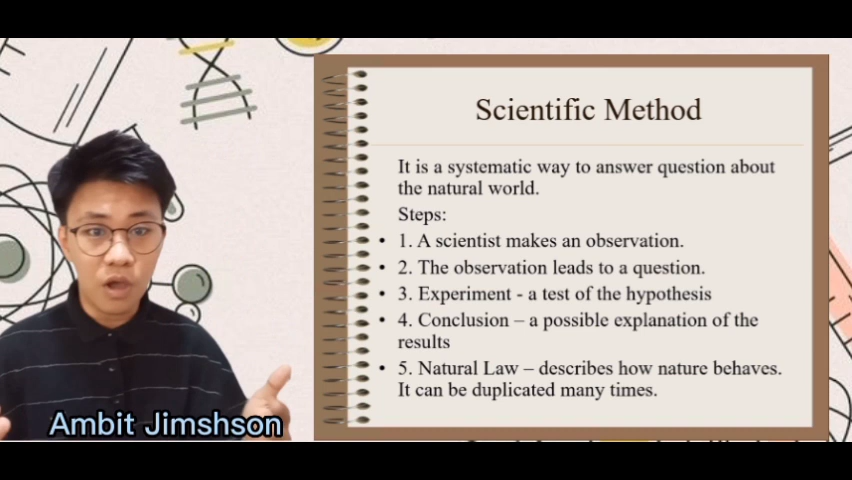 Scientific Method
It is a systematic way to answer question about
the natural world.
Steps:
• 1. A scientist makes an observation.
• 2. The observation leads to a question.
• 3. Experiment - a test of the hypothesis
• 4. Conclusion – a possible explanation of the
results
• 5. Natural Law – describes how nature behaves.
It can be duplicated many times.
Ambit Jimshson